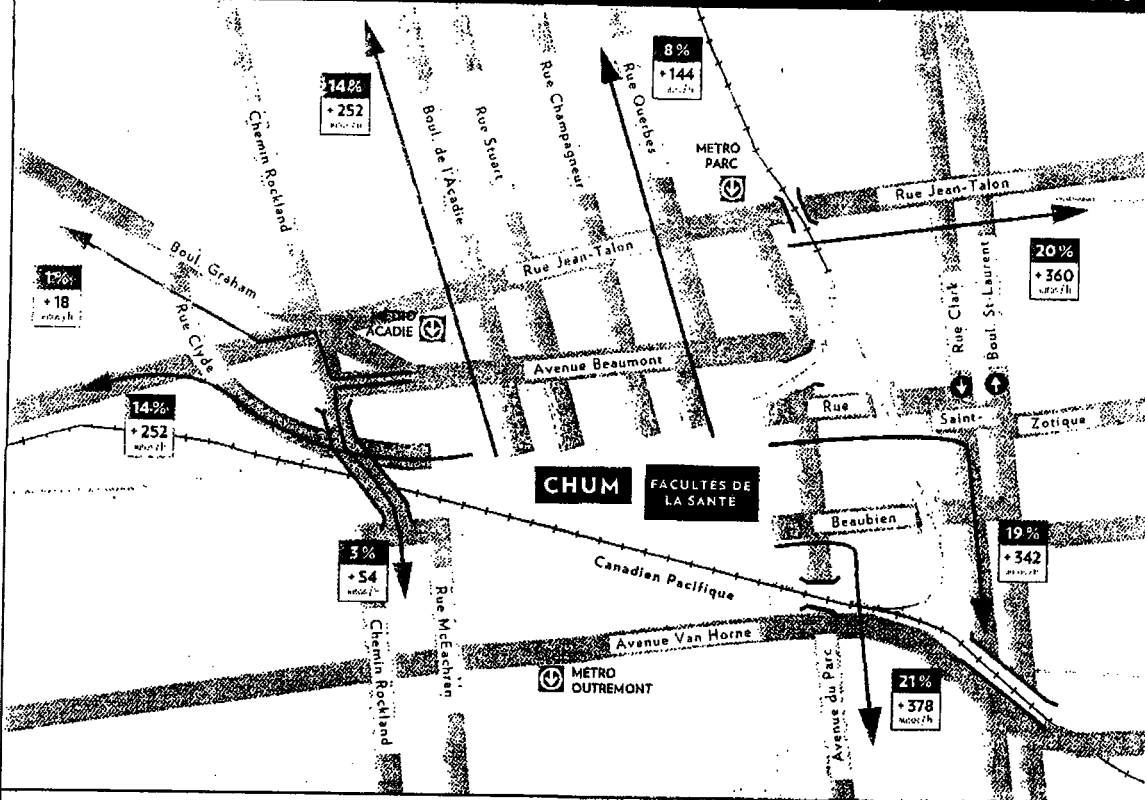 8 %
+144
14%
+ 252
Chemin Rockland
Boul. de l'Acadie
Rue Stuart
Rue Champagneur
Rue Querbes
MÉTRO
PARC
Rue Jean-Talon
20 %
+360
Boul. Graham
Rue Jean-Talon
1%
+18
Rue Clyde
MÉTRO
ACADIE
Rue Clark
Boul. St-Laurent
Avenue Beaumont
14%
+252
Rue
Saint-
Zotique
CHUM
FACULTÉS DE
LA SANTÉ
Beaubien
19 %
+342
3 %
+54
Canadien Pacifique
Chemin Rockland
Rue McEachran
Avenue Van Horne
MÉTRO
OUTREMONT
Avenue du Parc
21 %
+378